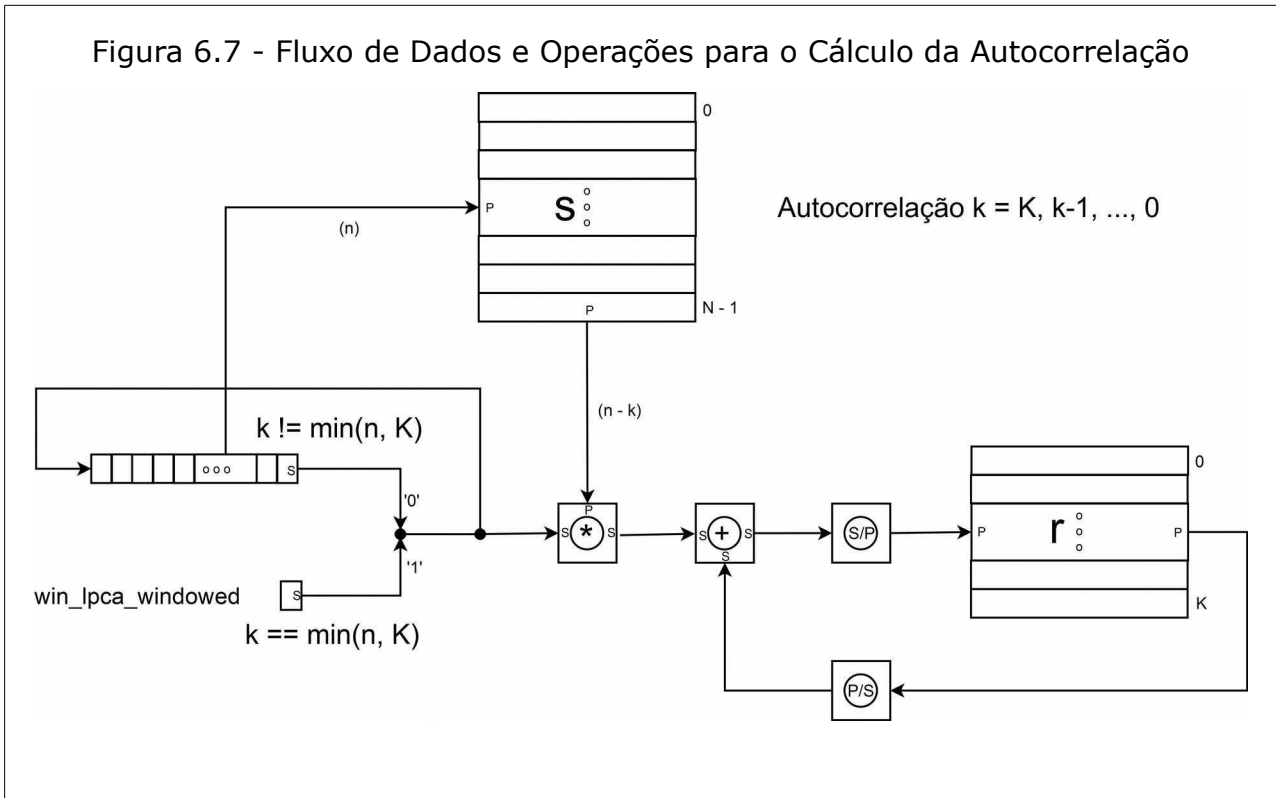 Figura 6.7 - Fluxo de Dados e Operações para o Cálculo da Autocorrelação
0
P
S
o
o
o
(n)
Autocorrelação k = K, k-1, ..., 0
P
N - 1
(n - k)
k != min(n, K)
o o o
S
'0'
'1'
win_lpca_windowed
S
k == min(n, K)
P
S
*
S
S
+
S
S
S/P
0
P
r
o
o
o
P
K
P/S